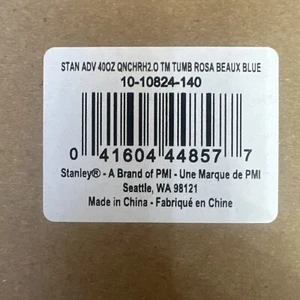 STAN ADV 40OZ QNCHRH2.O TM TUMB ROSA BEAUX BLUE
10-10824-140
0 41604 44857 7
Stanley® - A Brand of PMI - Une Marque de PMI
Seattle, WA 98121
Made in China - Fabriqué en Chine